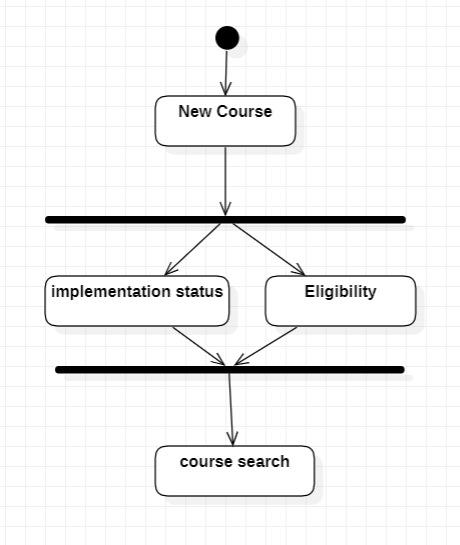 New Course
implementation status
Eligibility
course search